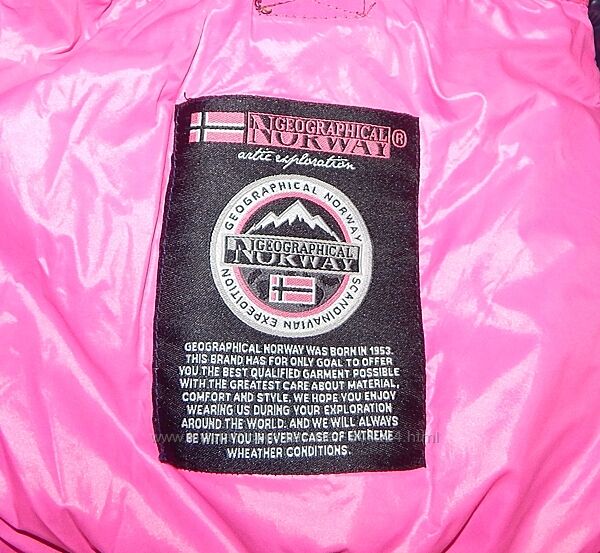 GEOGRAPHICAL
NORWAY ®
artic exploration
GEOGRAPHICAL NORWAY
GEOGRAPHICAL
NORWAY
SCANDINAVIAN EXPEDITION
GEOGRAPHICAL NORWAY WAS BORN IN 1953.
THIS BRAND HAS FOR ONLY GOAL TO OFFER
YOU THE BEST QUALIFIED GARMENT POSSIBLE
WITH THE GREATEST CARE ABOUT MATERIAL,
COMFORT AND STYLE. WE HOPE YOU ENJOY
WEARING US DURING YOUR EXPLORATION
AROUND THE WORLD. AND WE WILL ALWAYS
BE WITH YOU IN EVERY CASE OF EXTREME
WHEATHER CONDITIONS.